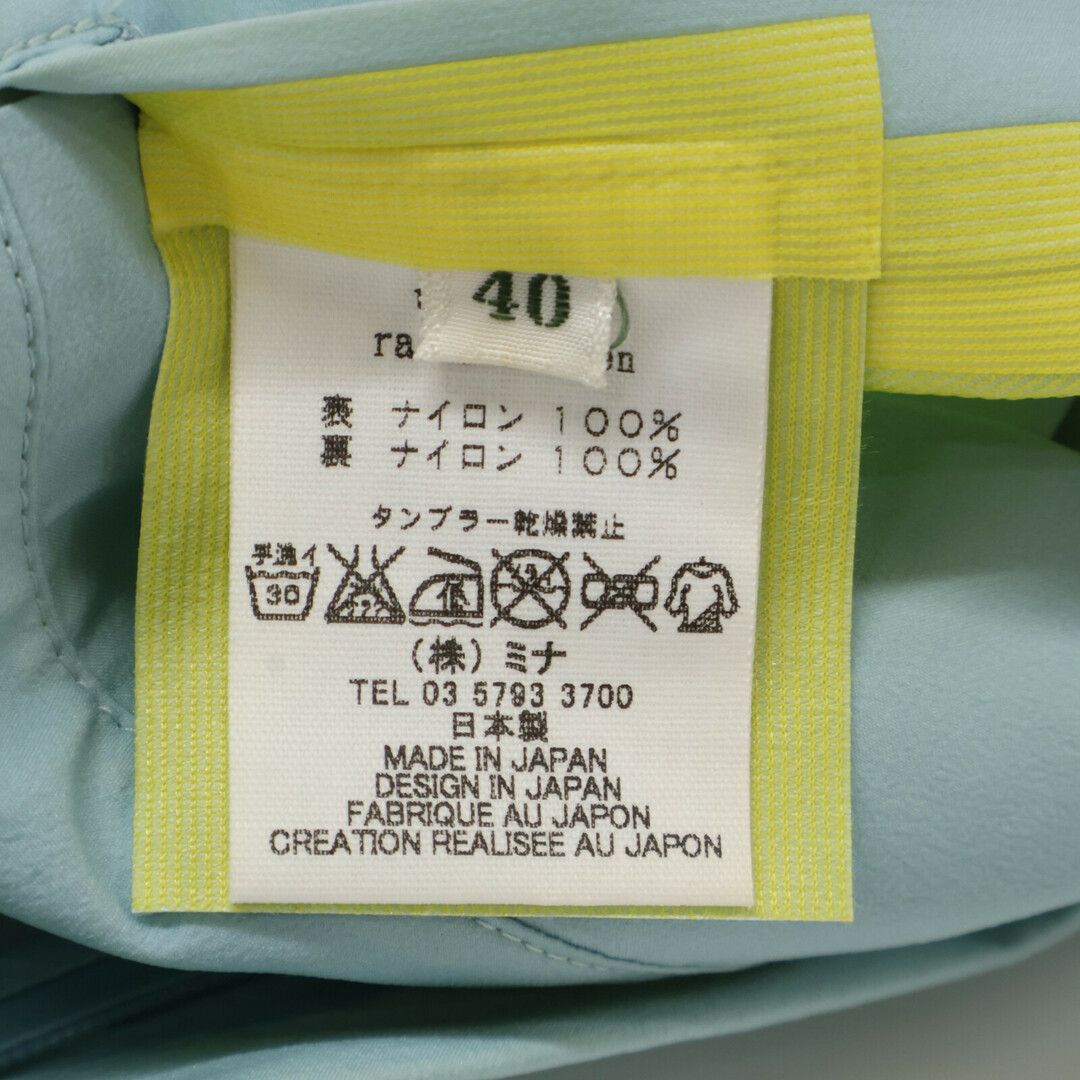 40
表 ナイロン 100%
裏 ナイロン 100%
タンブラー乾燥禁止
手洗イ
30
(株)ミナ
TEL 03 5793 3700
日本製
MADE IN JAPAN
DESIGN IN JAPAN
FABRIQUE AU JAPON
CREATION REALISEE AU JAPON